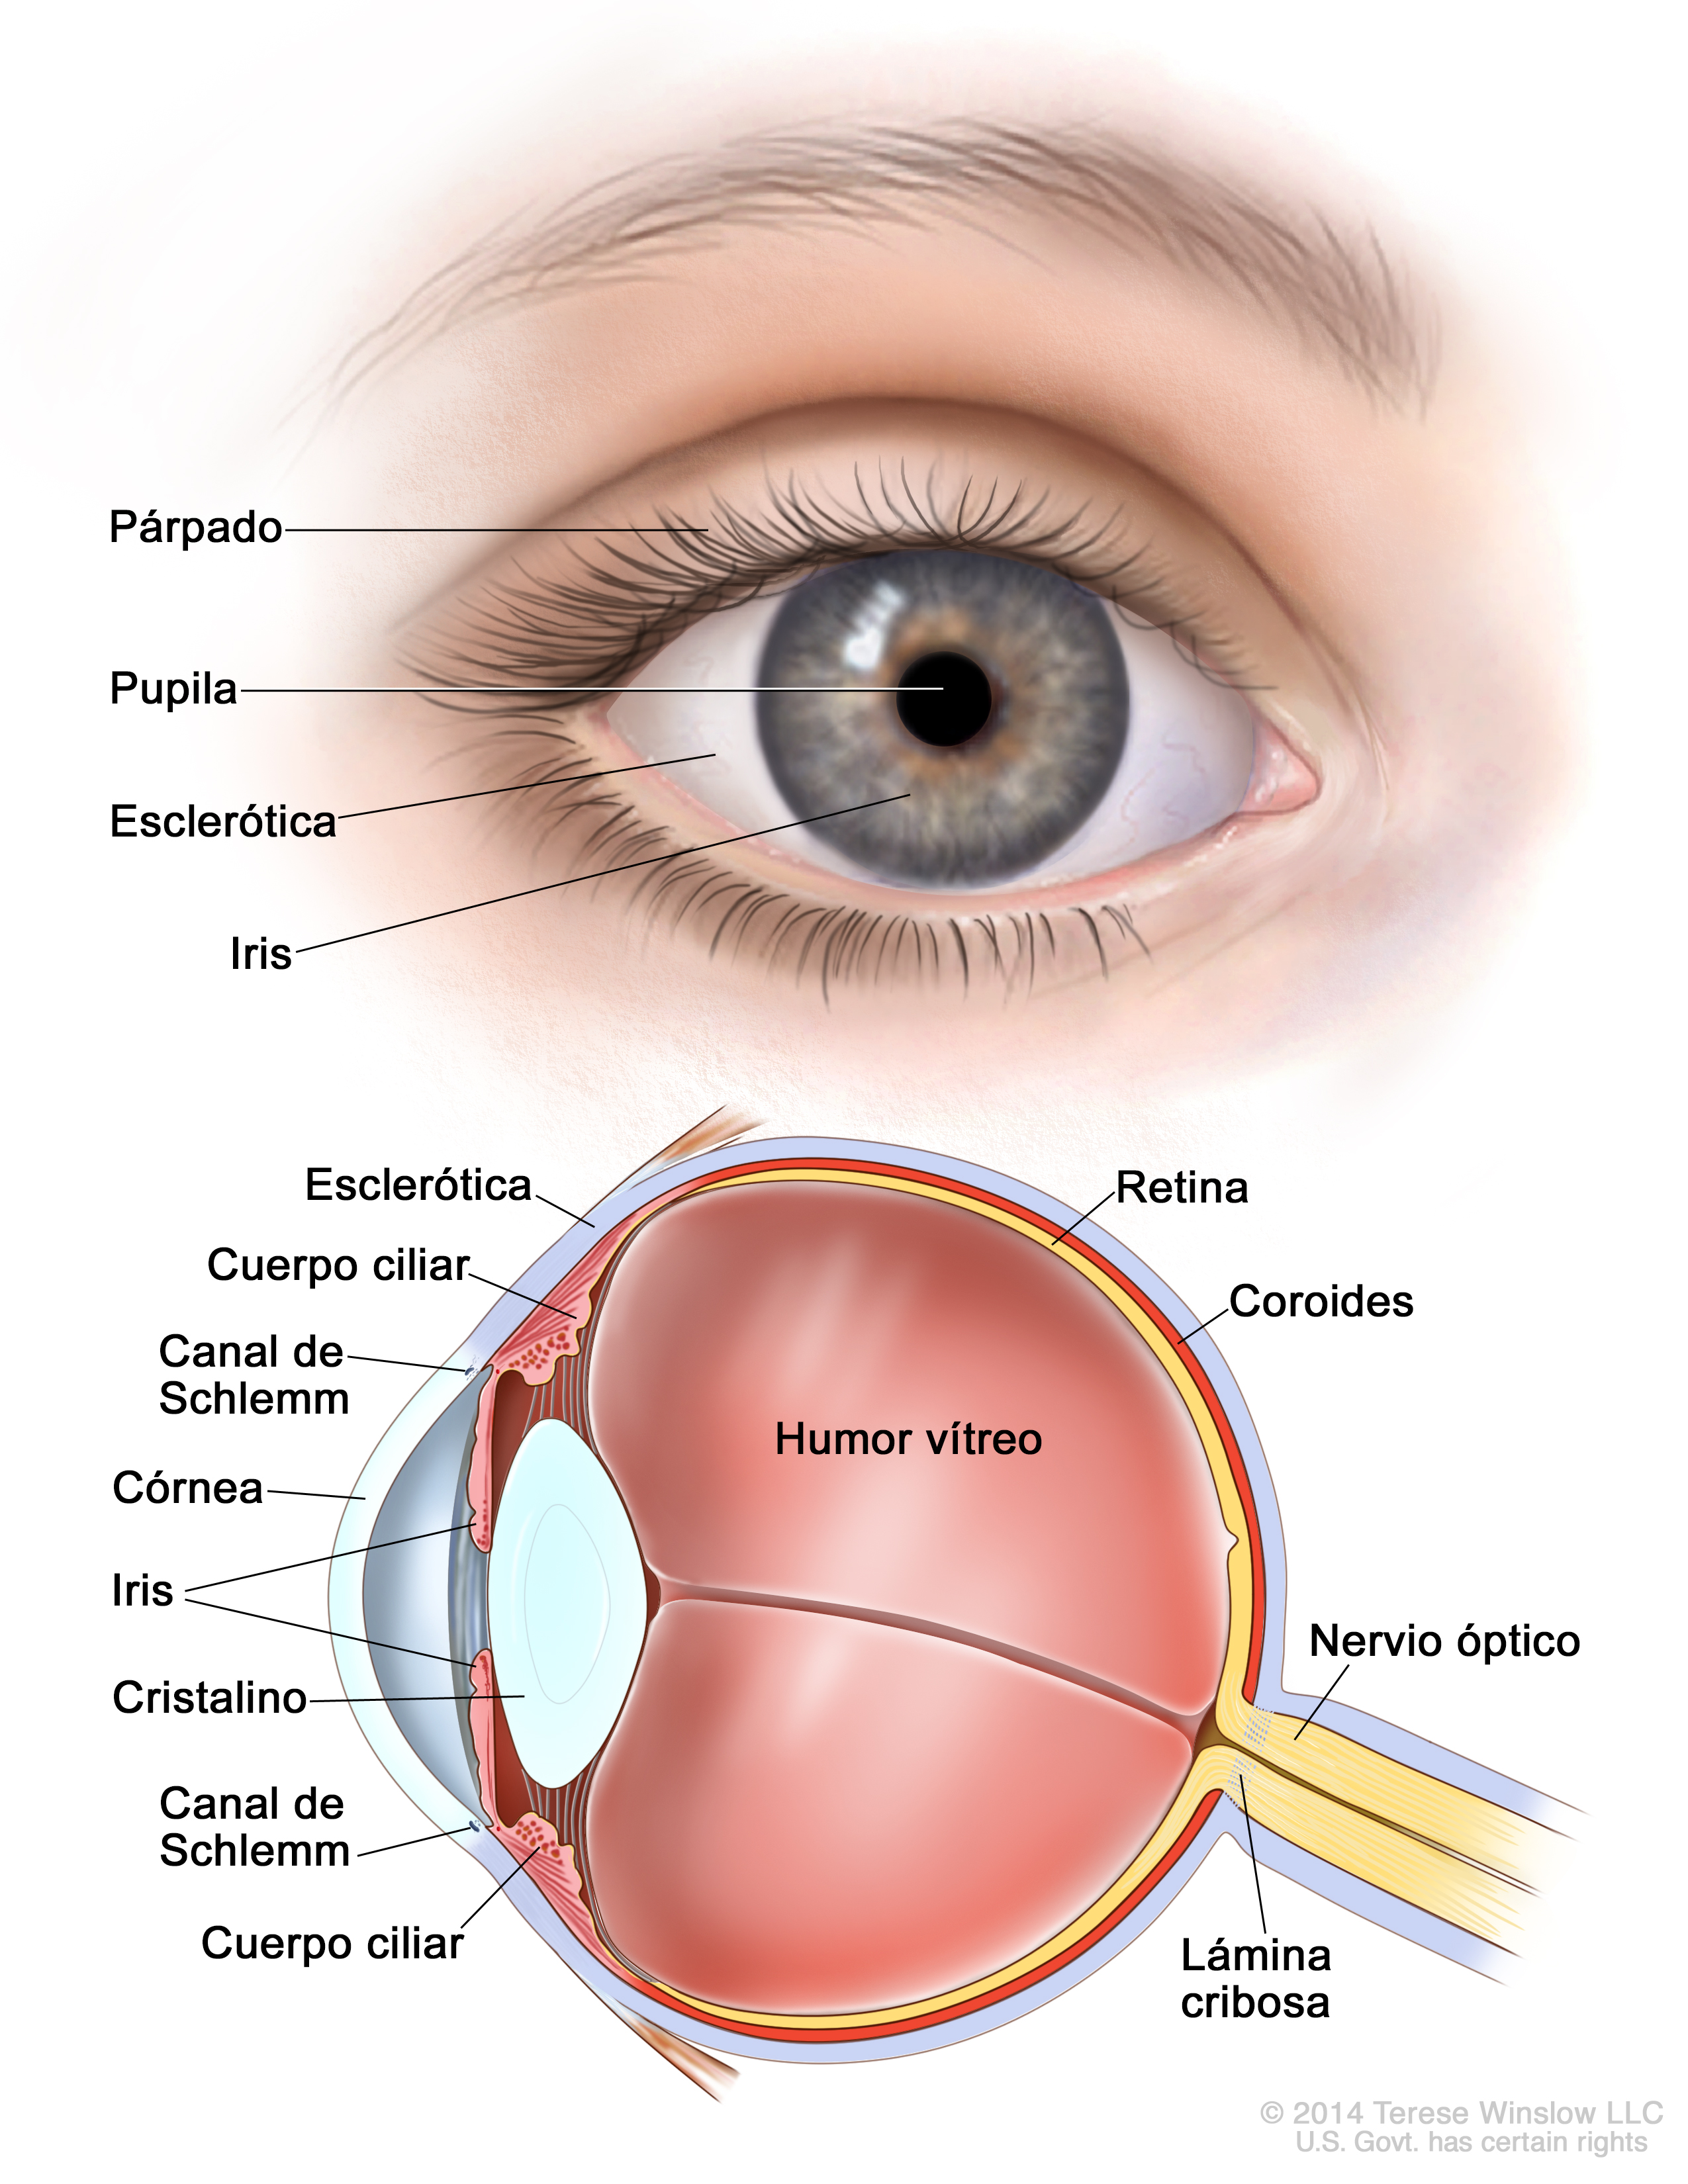 Párpado
Pupila
Esclerótica
Iris
Esclerótica
Retina
Cuerpo ciliar
Coroides
Canal de
Schlemm
Humor vítreo
Córnea
Iris
Nervio óptico
Cristalino
Canal de
Schlemm
Cuerpo ciliar
Lámina
cribosa
© 2014 Terese Winslow LLC
U.S. Govt. has certain rights